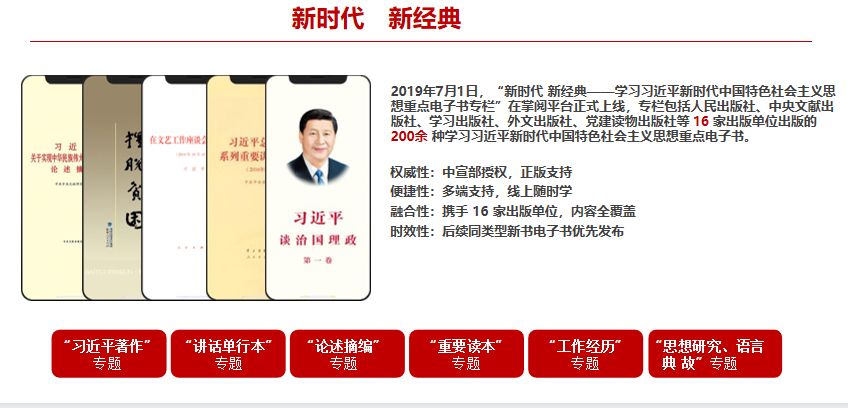 新时代 新经典
习近
关于实现中华民族伟大
论述摘
摆脱贫困
在文艺工作座谈会
习近平总
系列重要讲
习近平
谈治国理政
第一卷
2019年7月1日，“新时代 新经典——学习习近平新时代中国特色社会主义思
想重点电子书专栏”在掌阅平台正式上线，专栏包括人民出版社、中央文献出
版社、学习出版社、外文出版社、党建读物出版社等 16 家出版单位出版的
200余 种学习习近平新时代中国特色社会主义思想重点电子书。
权威性：中宣部授权，正版支持
便捷性：多端支持，线上随时学
融合性：携手 16 家出版单位，内容全覆盖
时效性：后续同类型新书电子书优先发布
“习近平著作”
专题
“讲话单行本”
专题
“论述摘编”
专题
“重要读本”
专题
“工作经历”
专题
“思想研究、语言
典 故”专题